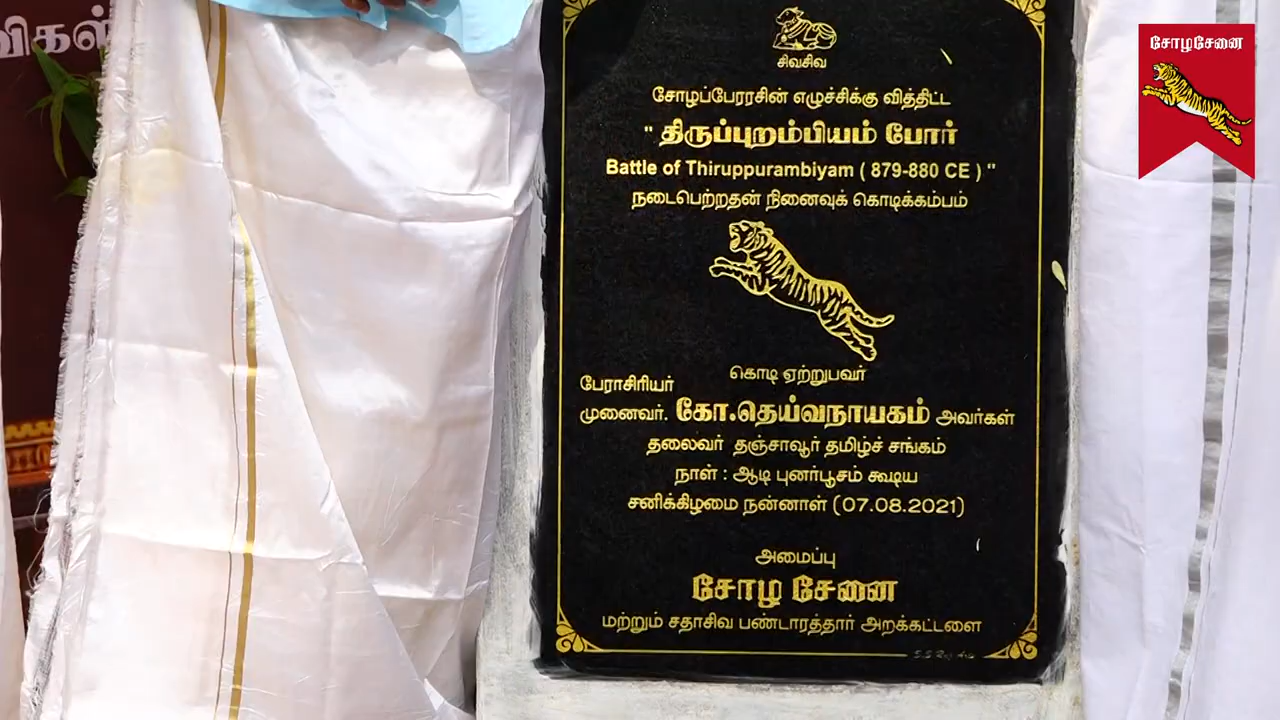 விகள்
சோழசேனை
சிவசிவ
சோழப்பேரரசின் எழுச்சிக்கு வித்திட்ட
" திருப்புறம்பியம் போர்
Battle of Thiruppurambiyam ( 879-880 CE ) "
நடைபெற்றதன் நினைவுக் கொடிக்கம்பம்
கொடி ஏற்றுபவர்
பேராசிரியர்
முனைவர். கோ.தெய்வநாயகம் அவர்கள்
தலைவர் தஞ்சாவூர் தமிழ்ச் சங்கம்
நாள் : ஆடி புனர்பூசம் கூடிய
சனிக்கிழமை நன்னாள் (07.08.2021)
அமைப்பு
சோழ சேனை
மற்றும் சதாசிவ பண்டாரத்தார் அறக்கட்டளை